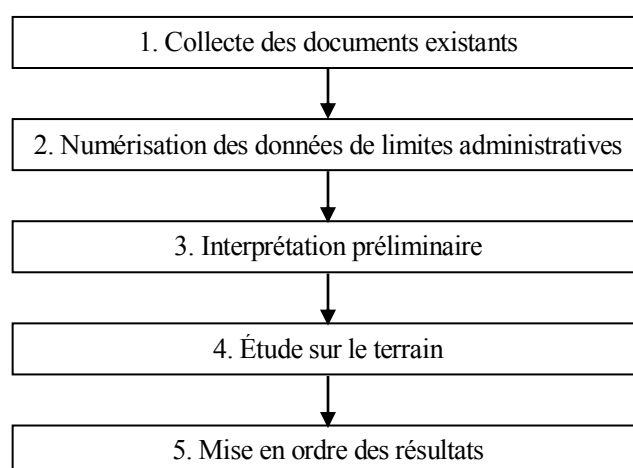 1. Collecte des documents existants
2. Numérisation des données de limites administratives
3. Interprétation préliminaire
4. Étude sur le terrain
5. Mise en ordre des résultats